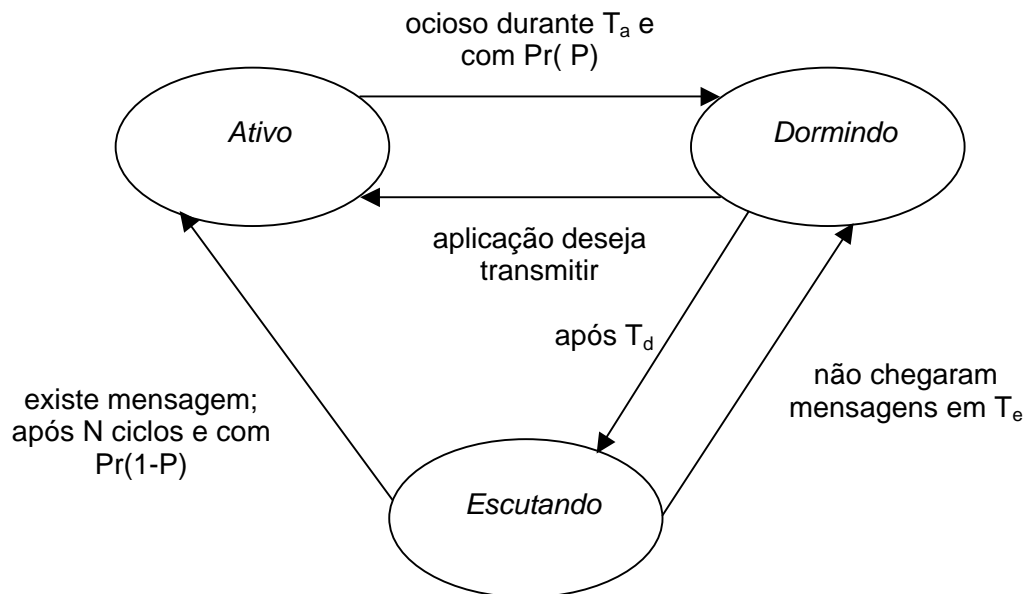 ocioso durante Ta e
com Pr( P)
Ativo
Dormindo
aplicação deseja
transmitir
após Td
não chegaram
mensagens em Te
existe mensagem;
após N ciclos e com
Pr(1-P)
Escutando